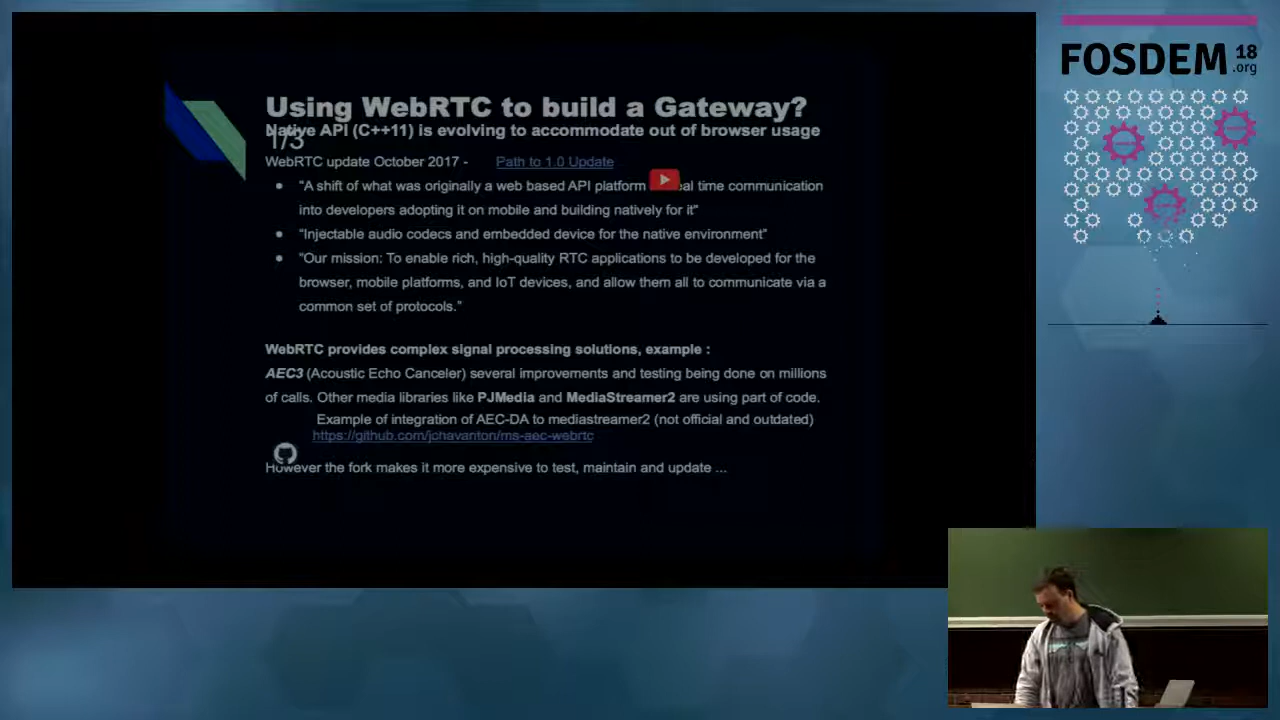 FOSDEM 18
.org
Using WebRTC to build a Gateway?
1/3
Native API (C++11) is evolving to accommodate out of browser usage
WebRTC update October 2017 - Path to 1.0 Update
"A shift of what was originally a web based API platform real time communication
into developers adopting it on mobile and building natively for it"
"Injectable audio codecs and embedded device for the native environment"
"Our mission: To enable rich, high-quality RTC applications to be developed for the
browser, mobile platforms, and IoT devices, and allow them all to communicate via a
common set of protocols."
WebRTC provides complex signal processing solutions, example :
AEC3 (Acoustic Echo Canceler) several improvements and testing being done on millions
of calls. Other media libraries like PJMedia and MediaStreamer2 are using part of code.
Example of integration of AEC-DA to mediastreamer2 (not official and outdated)
https://github.com/jchavanton/ms-aec-webrtc
However the fork makes it more expensive to test, maintain and update ...